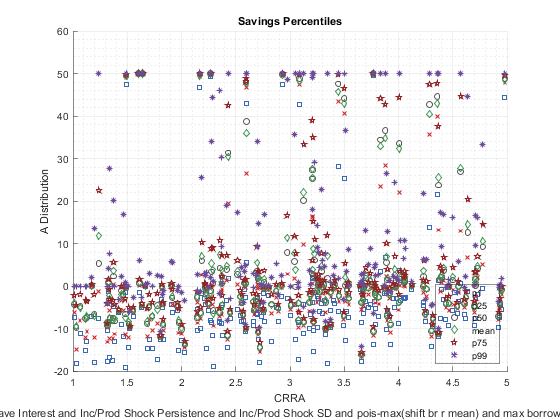 Savings Percentiles
A Distribution
60
50
40
30
20
10
0
-10
-20
1
1.5
2
2.5
3
3.5
4
4.5
5
CRRA
mean
p75
p99
ave Interest and Inc/Prod Shock Persistence and Inc/Prod Shock SD and pois-max(shift br r mean) and max borrow